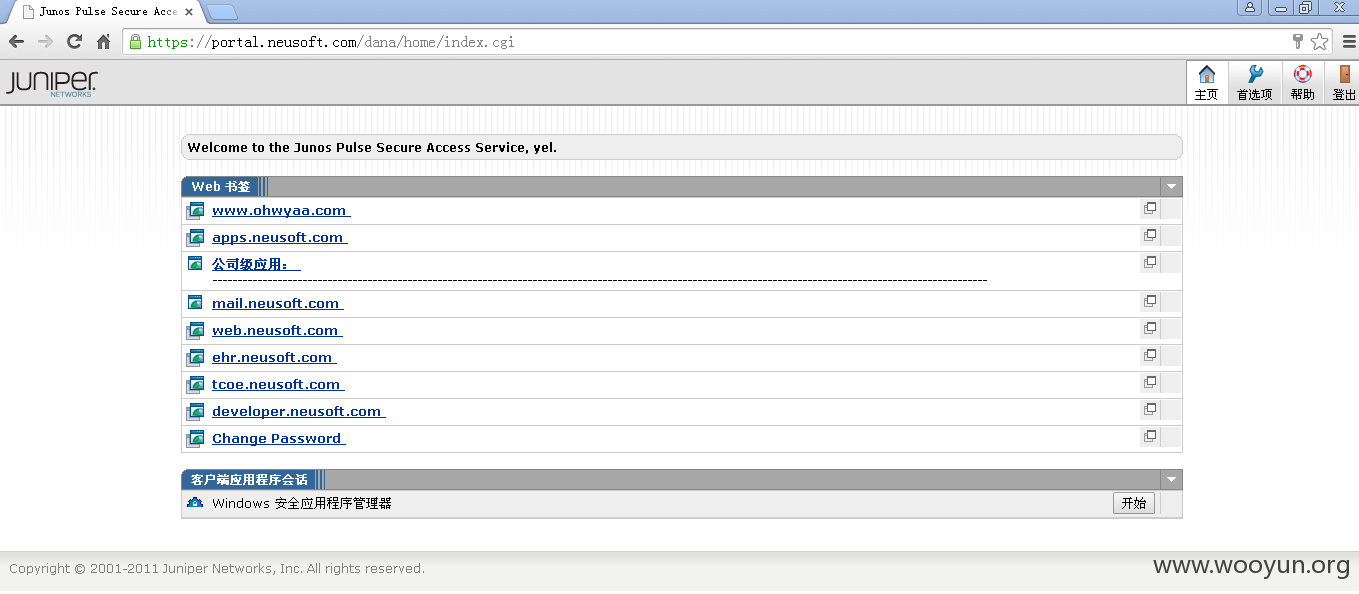 Junos Pulse Secure Acce
https://portal.neusoft.com/dana/home/index.cgi
JUNIPER
NETWORKS
主页 首选项 帮助 登出
Welcome to the Junos Pulse Secure Access Service, yel.
Web 书签
www.ohwyaa.com
apps.neusoft.com
公司级应用：
mail.neusoft.com
web.neusoft.com
ehr.neusoft.com
tcoe.neusoft.com
developer.neusoft.com
Change Password
客户端应用程序会话
Windows 安全应用程序管理器 开始
Copyright © 2001-2011 Juniper Networks, Inc. All rights reserved.
www.wooyun.org